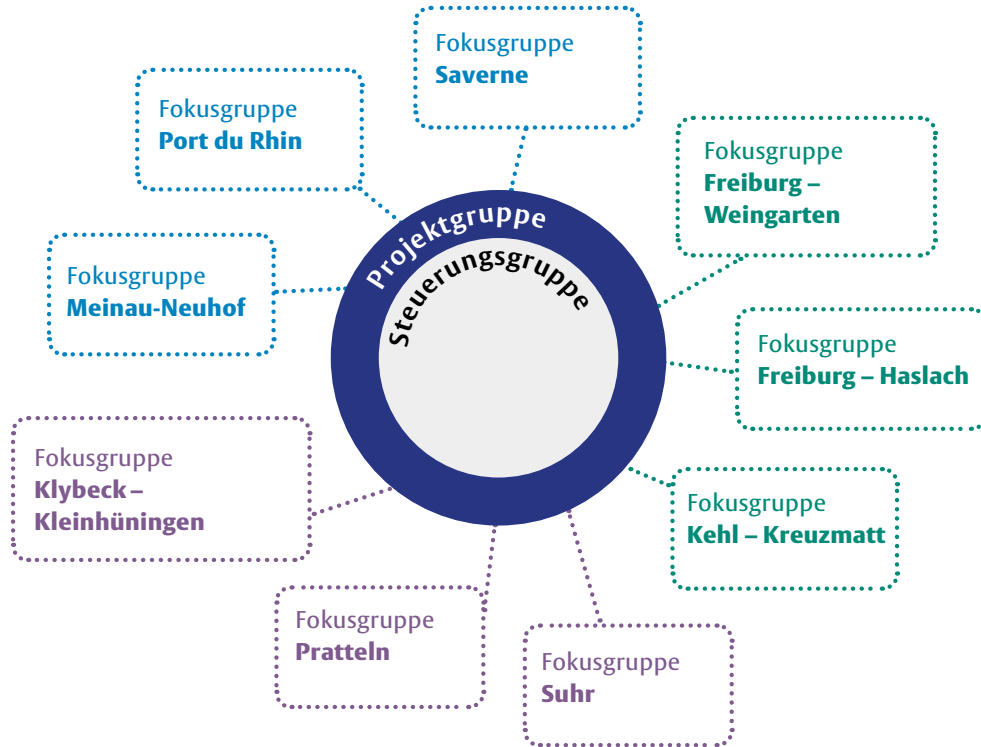 Fokusgruppe
Saverne
Fokusgruppe
Port du Rhin
Fokusgruppe
Freiburg –
Weingarten
Projektgruppe
Steuerungsgruppe
Fokusgruppe
Meinau-Neuhof
Fokusgruppe
Freiburg – Haslach
Fokusgruppe
Klybeck –
Kleinhüningen
Fokusgruppe
Kehl – Kreuzmatt
Fokusgruppe
Pratteln
Fokusgruppe
Suhr